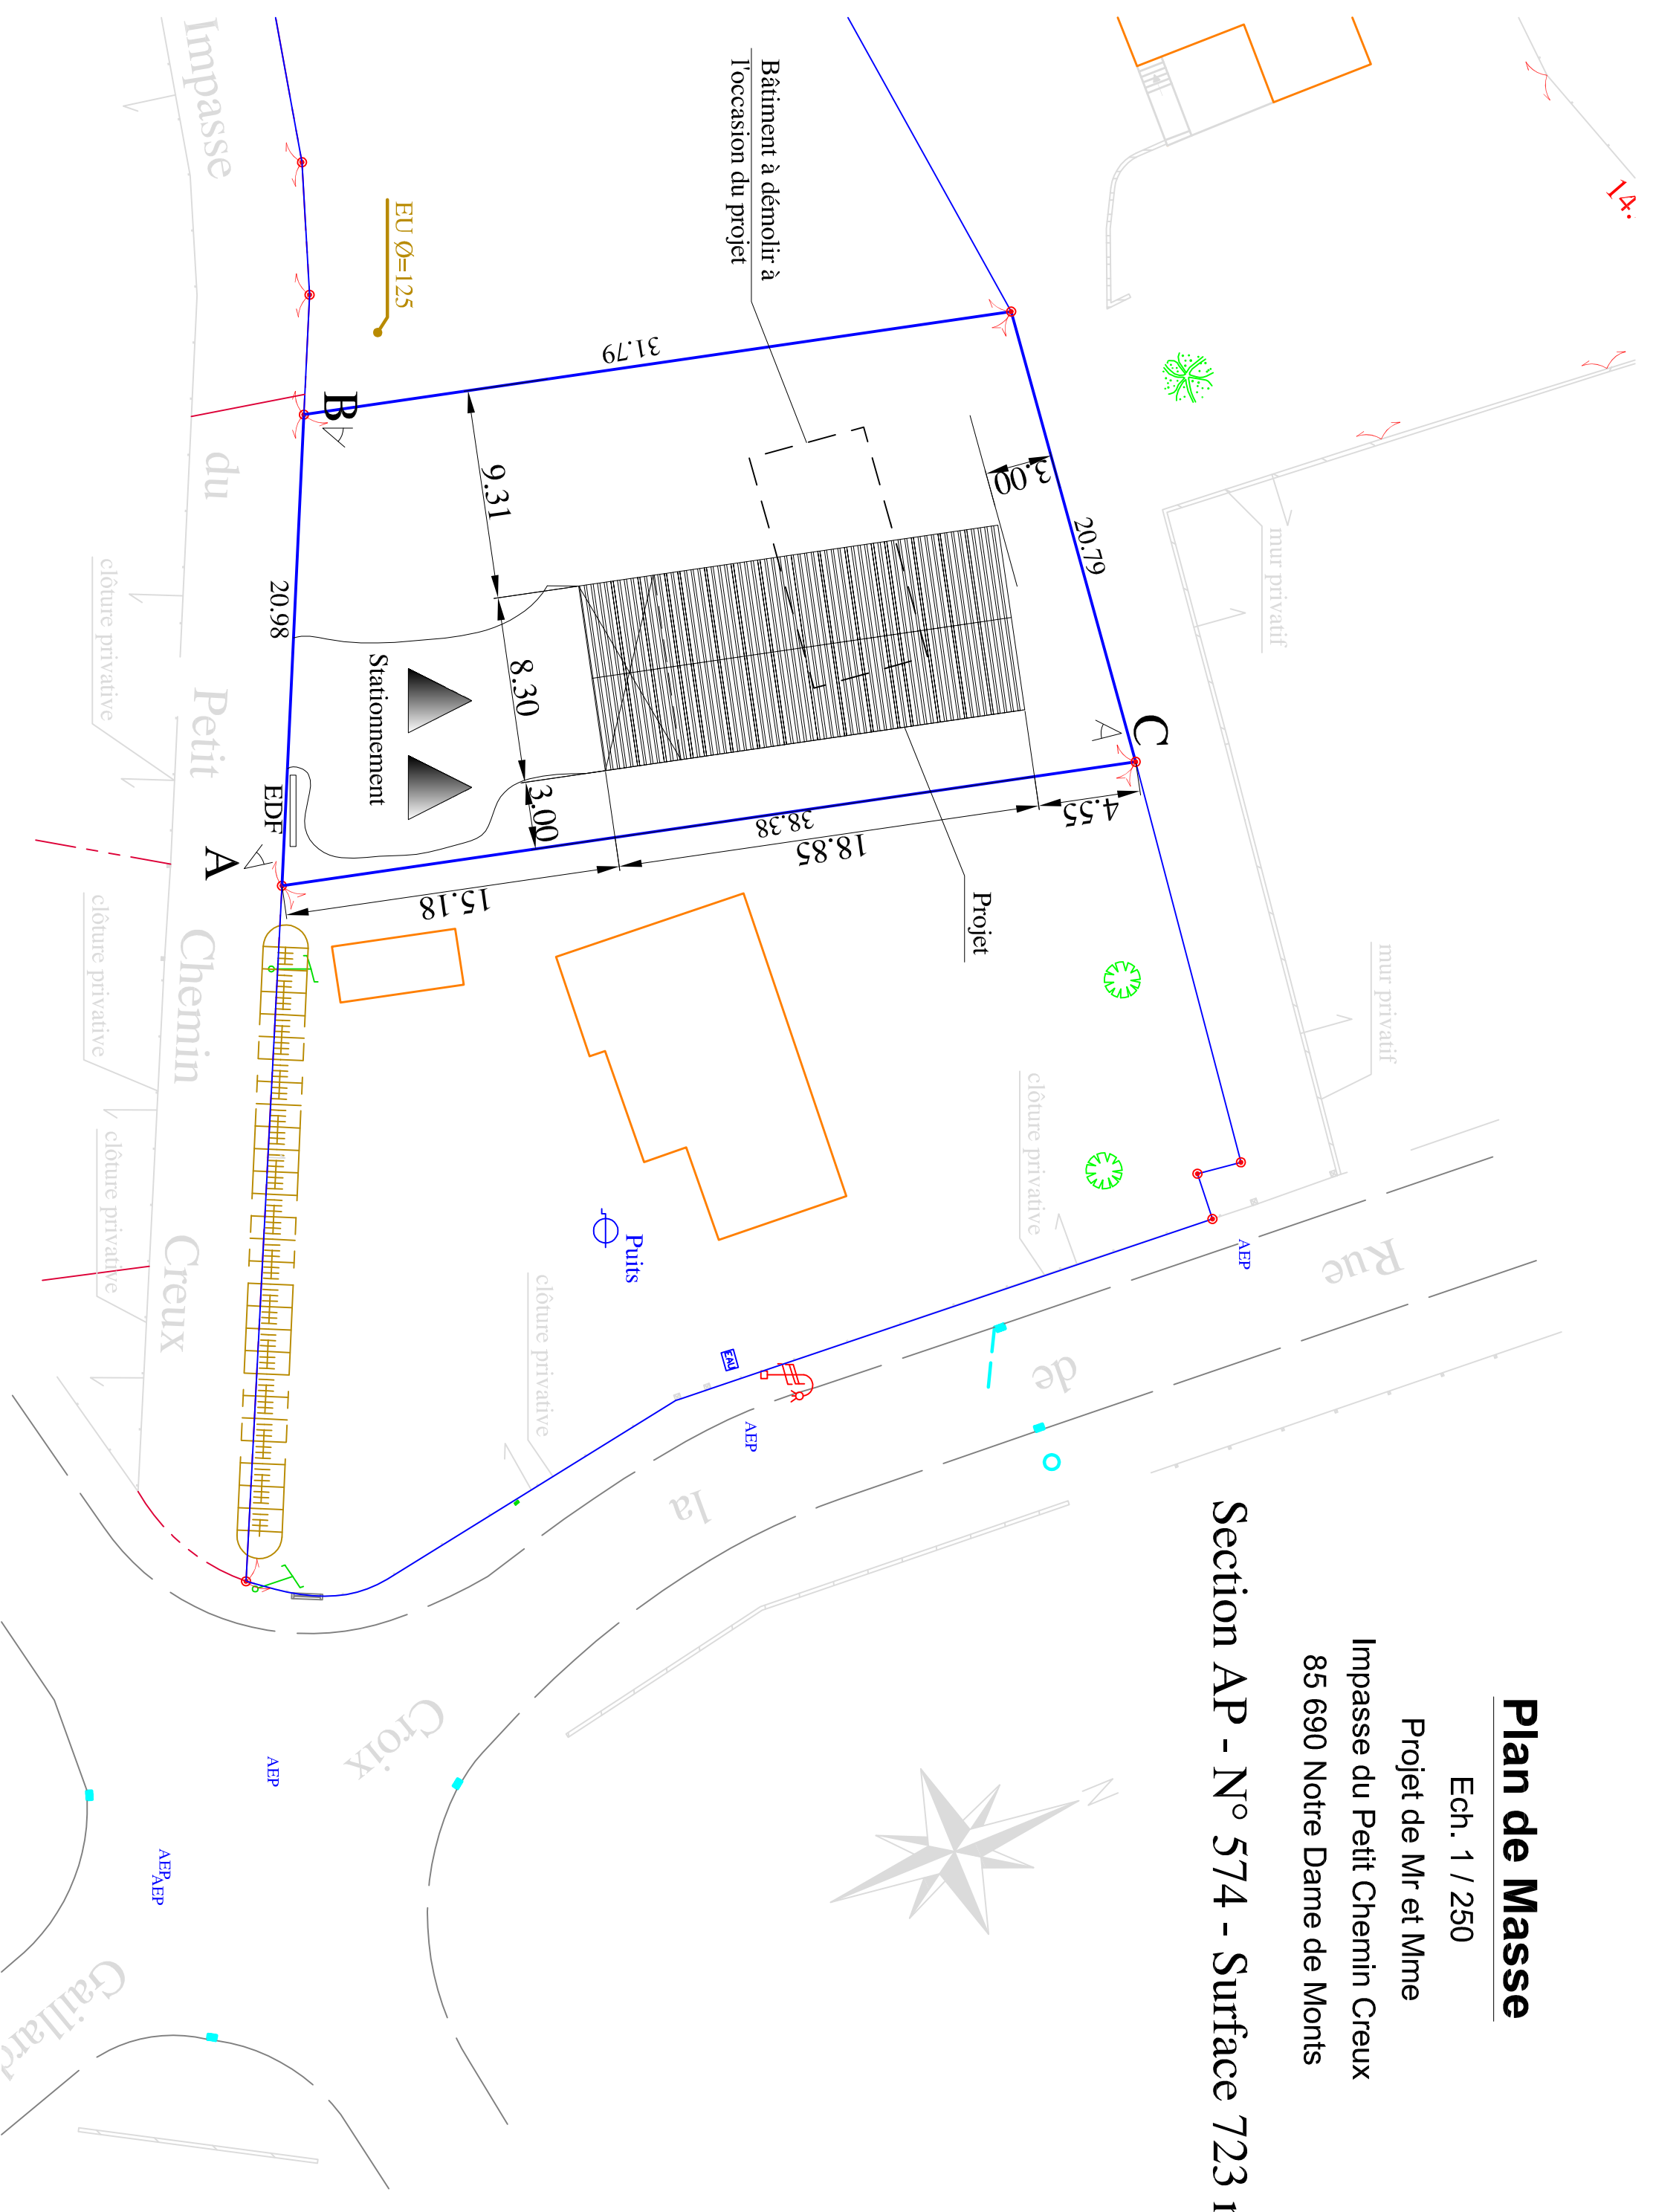 Plan de Masse
Ech. 1 / 250
Projet de Mr et Mme
Impasse du Petit Chemin Creux
85 690 Notre Dame de Monts
Section AP - N° 574 - Surface 723
14.
mur privatif
mur privatif
N
Bâtiment à démolir à
l'occasion du projet
EU Ø=125
31.79
20.79
3.00
C
4.55
38.38
18.85
15.18
Projet
9.31
8.30
3.00
B
20.98
Stationnement
EDF
A
clôture privative
clôture privative
Puits
EAU
AEP
AEP
AEP
AEP
AEP
Rue de la Croix Gaillard
Impasse du Petit Chemin Creux
clôture privative
clôture privative
clôture privative